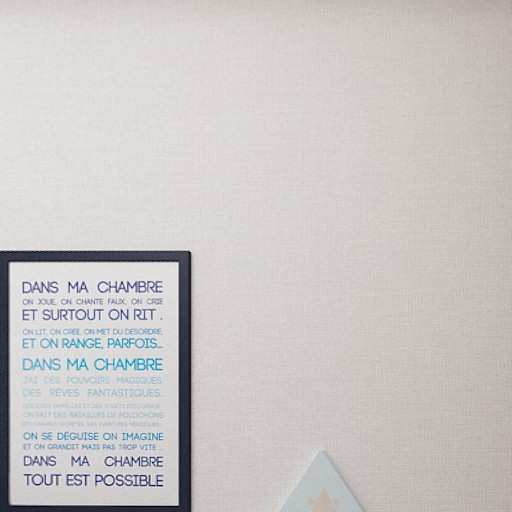 DANS MA CHAMBRE
ON JOUE, ON CHANTE FAUX, ON CRIE
ET SURTOUT ON RIT .
ON LIT, ON CRÉE, ON MET DU DÉSORDRE,
ET ON RANGE, PARFOIS...
DANS MA CHAMBRE
J'AI DES POUVOIRS MAGIQUES,
DES RÊVES FANTASTIQUES,
ON FAIT DES BATAILLES DE POLOCHONS
ON SE DÉGUISE ON IMAGINE
ET ON GRANDIT MAIS PAS TROP VITE ...
DANS MA CHAMBRE
TOUT EST POSSIBLE